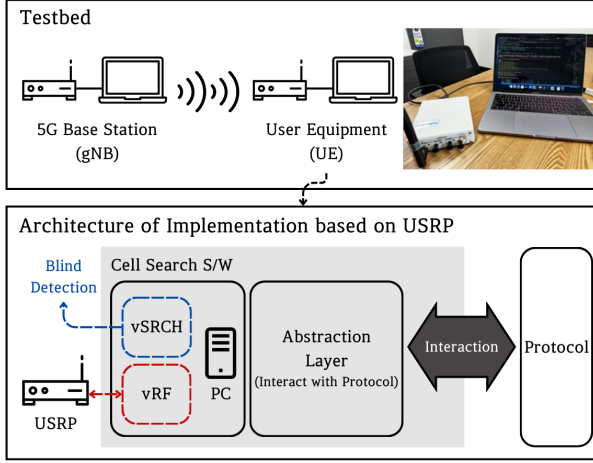 Testbed
5G Base Station
(gNB)
User Equipment
(UE)
Architecture of Implementation based on USRP
Blind
Detection
Cell Search S/W
vSRCH
vRF
PC
USRP
Abstraction
Layer
(Interact with Protocol)
Interaction
Protocol